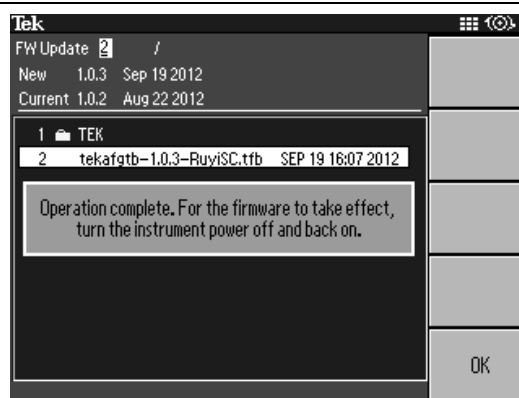 Tek
FW Update 2 /
New 1.0.3 Sep 19 2012
Current 1.0.2 Aug 22 2012
1 TEK
2 tekafgtb-1.0.3-RuyiSC.tfb SEP 19 16:07 2012
Operation complete. For the firmware to take effect,
turn the instrument power off and back on.
OK